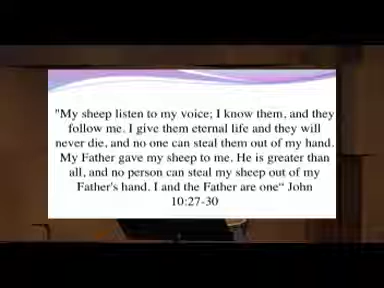 "My sheep listen to my voice; I know them, and they
follow me. I give them eternal life and they will
never die, and no one can steal them out of my hand.
My Father gave my sheep to me. He is greater than
all, and no person can steal my sheep out of my
Father's hand. I and the Father are one“ John
10:27-30